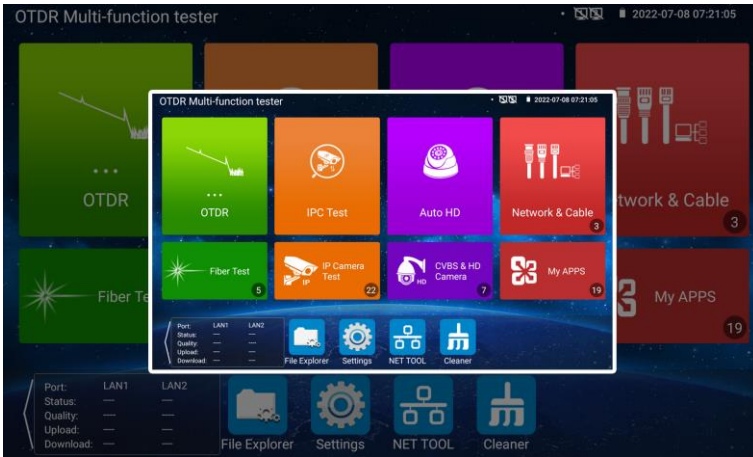 OTDR Multi-function tester
2022-07-08 07:21:05
OTDR
twork & Cable
3
Fiber Te
My APPS
19
Port: LAN1 LAN2
Status: — —
Quality: ---- ----
Upload: — —
Download: — —
File Explorer
Settings
NET TOOL
Cleaner
OTDR Multi-function tester
2022-07-08 07:21:05
OTDR
IPC Test
Auto HD
Network & Cable
3
Fiber Test
5
IP
IP Camera
Test
22
HD
CVBS & HD
Camera
7
My APPS
19
Port: LAN1 LAN2
Status: — —
Quality: ---- ----
Upload: — —
Download: — —
File Explorer
Settings
NET TOOL
Cleaner